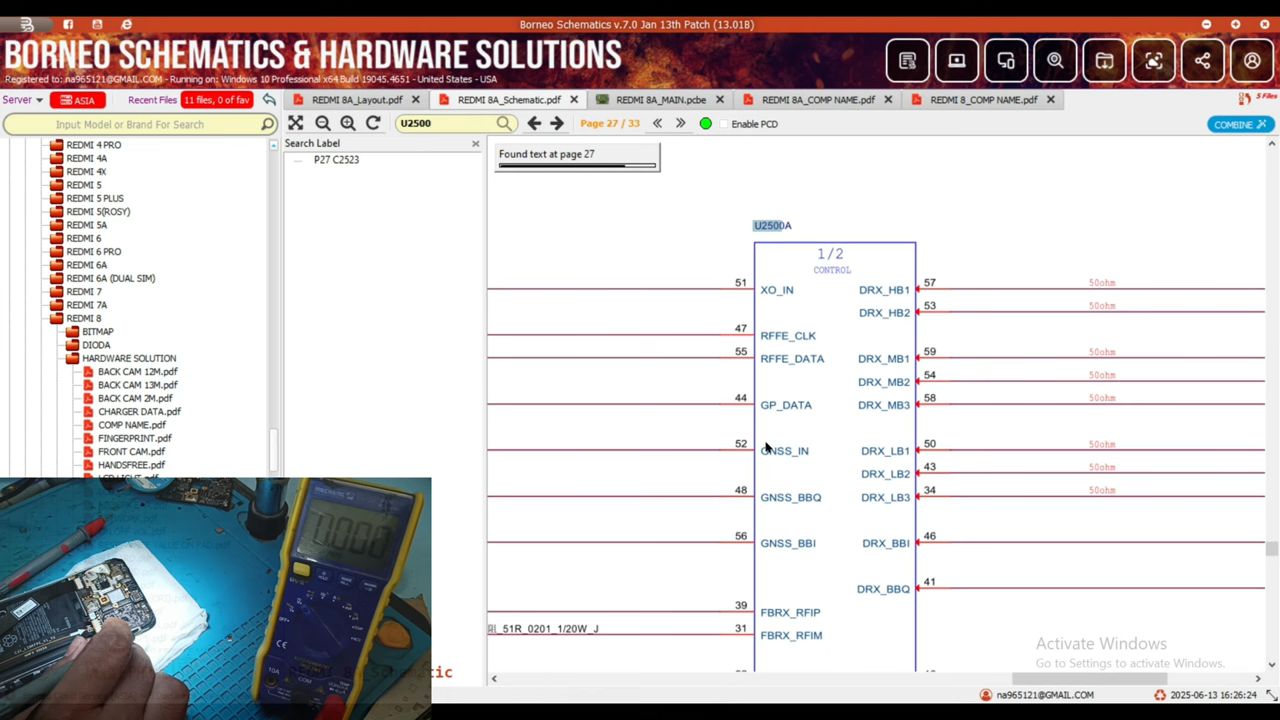 Borneo Schematics v.7.0 Jan 13th Patch (13.01B)
BORNEO SCHEMATICS & HARDWARE SOLUTIONS
Registered to: na965121@GMAIL.COM - Running on; Windows 10 Professional x64 Build 19045.4651 - United States - USA
Server ASIA Recent Files 11 files, 0 of fav
REDMI 8A_Layout.pdf REDMI 8A_Schematic.pdf REDMI 8A_MAIN.pcbe REDMI 8A_COMP NAME.pdf REDMI 8_COMP NAME.pdf 5 Files
Input Model or Brand For Search
U2500 Page 27 / 33 Enable PCD COMBINE
REDMI 4 PRO
REDMI 4A
REDMI 4X
REDMI 5
REDMI 5 PLUS
REDMI 5(ROSY)
REDMI 5A
REDMI 6
REDMI 6 PRO
REDMI 6A
REDMI 6A (DUAL SIM)
REDMI 7
REDMI 7A
REDMI 8
BITMAP
DIODA
HARDWARE SOLUTION
BACK CAM 12M.pdf
BACK CAM 13M.pdf
BACK CAM 2M.pdf
CHARGER DATA.pdf
COMP NAME.pdf
FINGERPRINT.pdf
FRONT CAM.pdf
HANDSFREE.pdf
Search Label
P27 C2523
Found text at page 27
U2500A
1/2
CONTROL
51 XO_IN DRX_HB1 57 50ohm
DRX_HB2 53 50ohm
47 RFFE_CLK
55 RFFE_DATA DRX_MB1 59 50ohm
DRX_MB2 54 50ohm
44 GP_DATA DRX_MB3 58 50ohm
52 GNSS_IN DRX_LB1 50 50ohm
DRX_LB2 43 50ohm
48 GNSS_BBQ DRX_LB3 34 50ohm
56 GNSS_BBI DRX_BBI 46
DRX_BBQ 41
39 FBRX_RFIP
_51R_0201_1/20W_J 31 FBRX_RFIM
Activate Windows
Go to Settings to activate Windows.
na965121@GMAIL.COM 2025-06-13 16:26:24